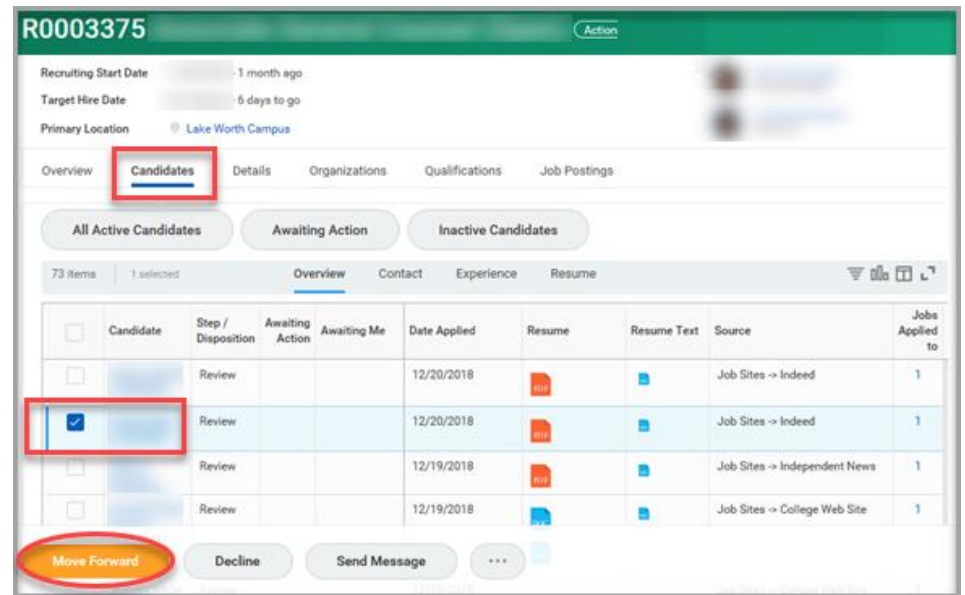 R0003375 Action
Recruiting Start Date 1 month ago
Target Hire Date 6 days to go
Primary Location Lake Worth Campus
Overview Candidates Details Organizations Qualifications Job Postings
All Active Candidates Awaiting Action Inactive Candidates
73 items 1 selected Overview Contact Experience Resume
Candidate Step / Disposition Awaiting Action Awaiting Me Date Applied Resume Resume Text Source Jobs Applied to
Review 12/20/2018 PDF Job Sites -> Indeed 1
Review 12/20/2018 PDF Job Sites -> Indeed 1
Review 12/19/2018 PDF Job Sites -> Independent News 1
Review 12/19/2018 Job Sites -> College Web Site 1
Move Forward Decline Send Message ...